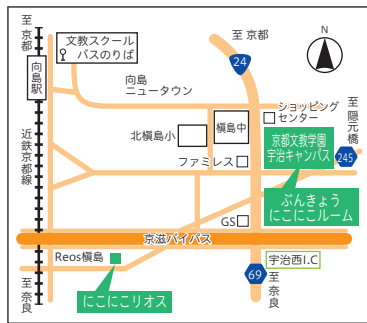 至 京都
文教スクール
バスのりば
至 京都
N
24
向島駅
向島
ニュータウン
ショッピング
センター
至 隠元橋
北槇島小
槇島中
京都文教学園
宇治キャンパス
245
近鉄京都線
ファミレス
ぶんきょう
にこにこルーム
GS
京滋バイパス
Reos槇島
宇治西I.C
にこにこリオス
69
至 奈良
至 奈良